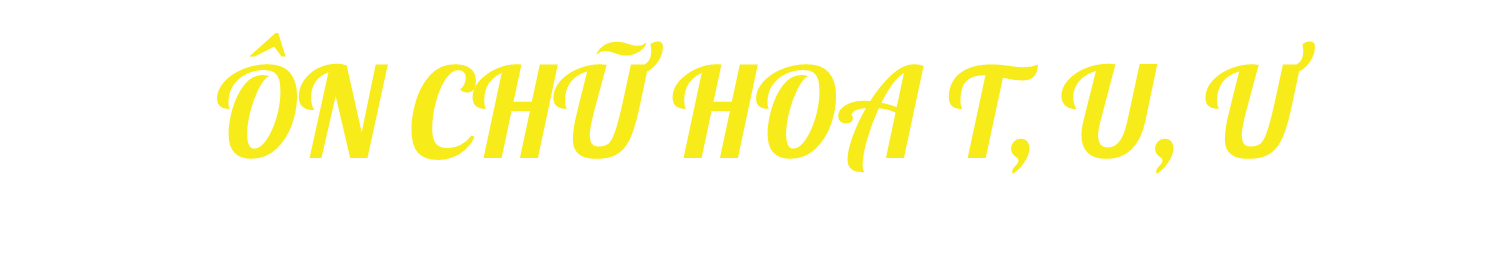 ÔN CHỮ HOA T, U, Ư